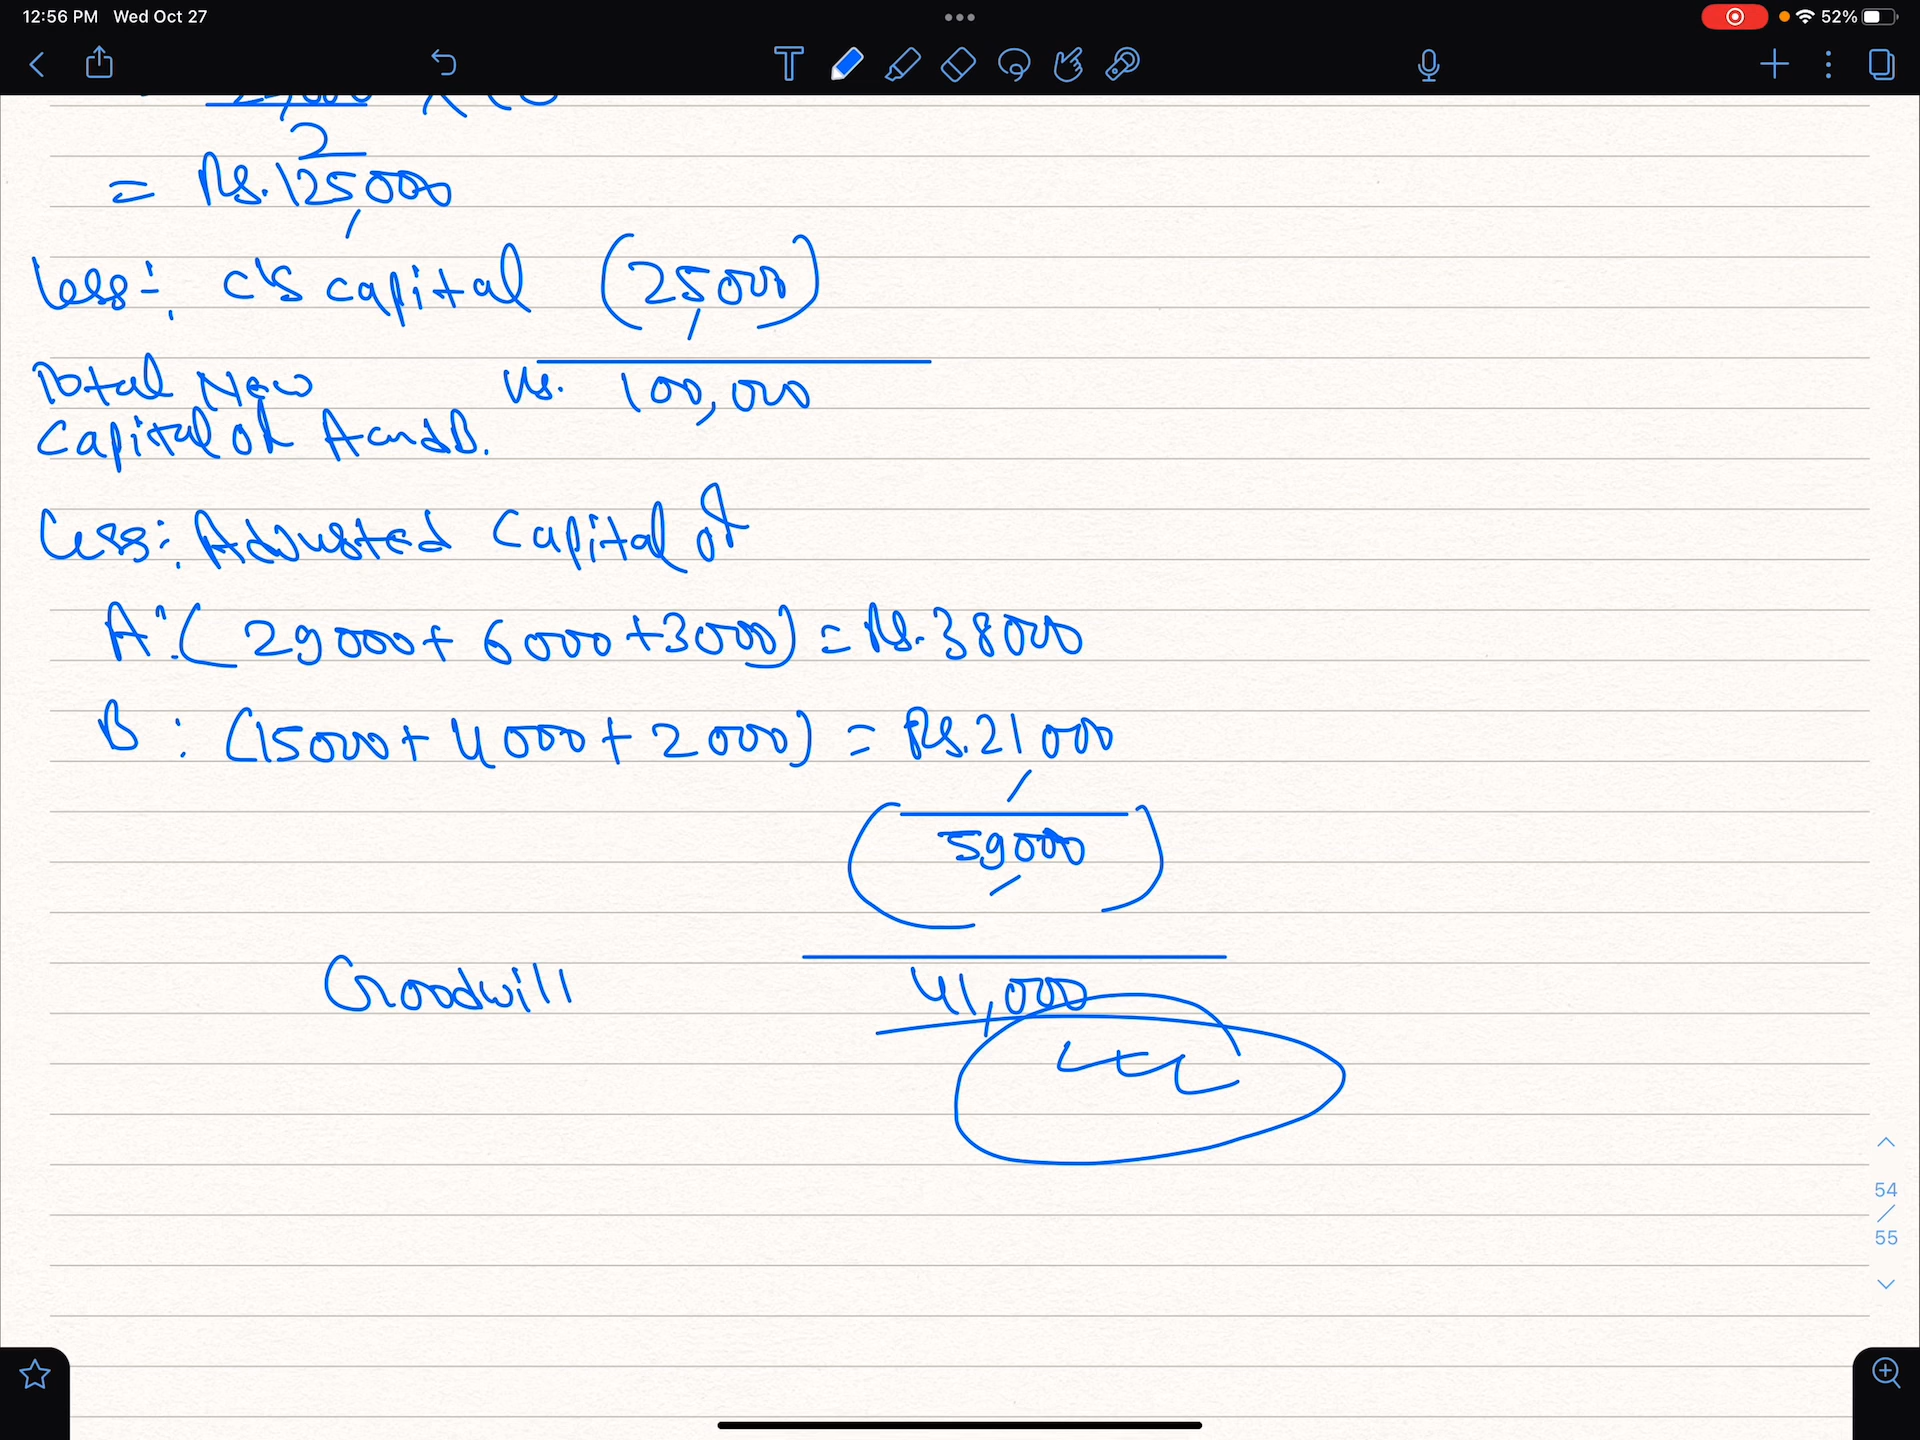 12:56 PM Wed Oct 27
52%
2
= Rs.125,000
Less: C's capital (25,000)
Total New Rs. 100,000
Capital of A and B.
Less: Adjusted Capital of
A: (29000+ 6000+3000) = Rs.38000
B : (15000+ 4000+ 2000) = Rs.21000
59000
Goodwill 41,000
54
/
55